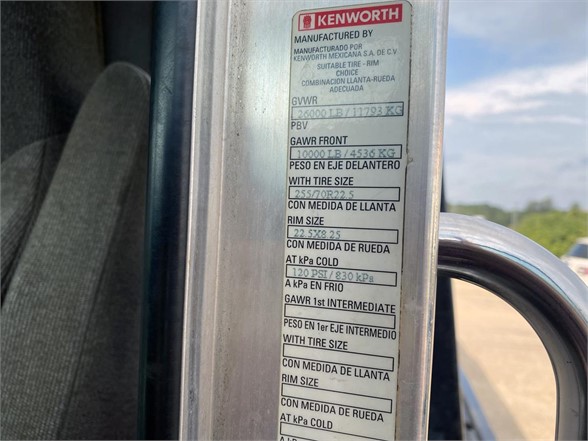 KENWORTH
MANUFACTURED BY
MANUFACTURADO POR
KENWORTH MEXICANA S.A. DE C.V.
SUITABLE TIRE - RIM
CHOICE
COMBINACION LLANTA-RUEDA
ADECUADA
GVWR
26000 LB / 11793 KG
PBV
GAWR FRONT
10000 LB / 4536 KG
PESO EN EJE DELANTERO
WITH TIRE SIZE
255/70R22.5
CON MEDIDA DE LLANTA
RIM SIZE
22.5X8.25
CON MEDIDA DE RUEDA
AT kPa COLD
120 PSI / 830 kPa
A kPa EN FRIO
GAWR 1st INTERMEDIATE
PESO EN 1er EJE INTERMEDIO
WITH TIRE SIZE
CON MEDIDA DE LLANTA
RIM SIZE
CON MEDIDA DE RUEDA
AT kPa COLD
A kPa EN FRIO